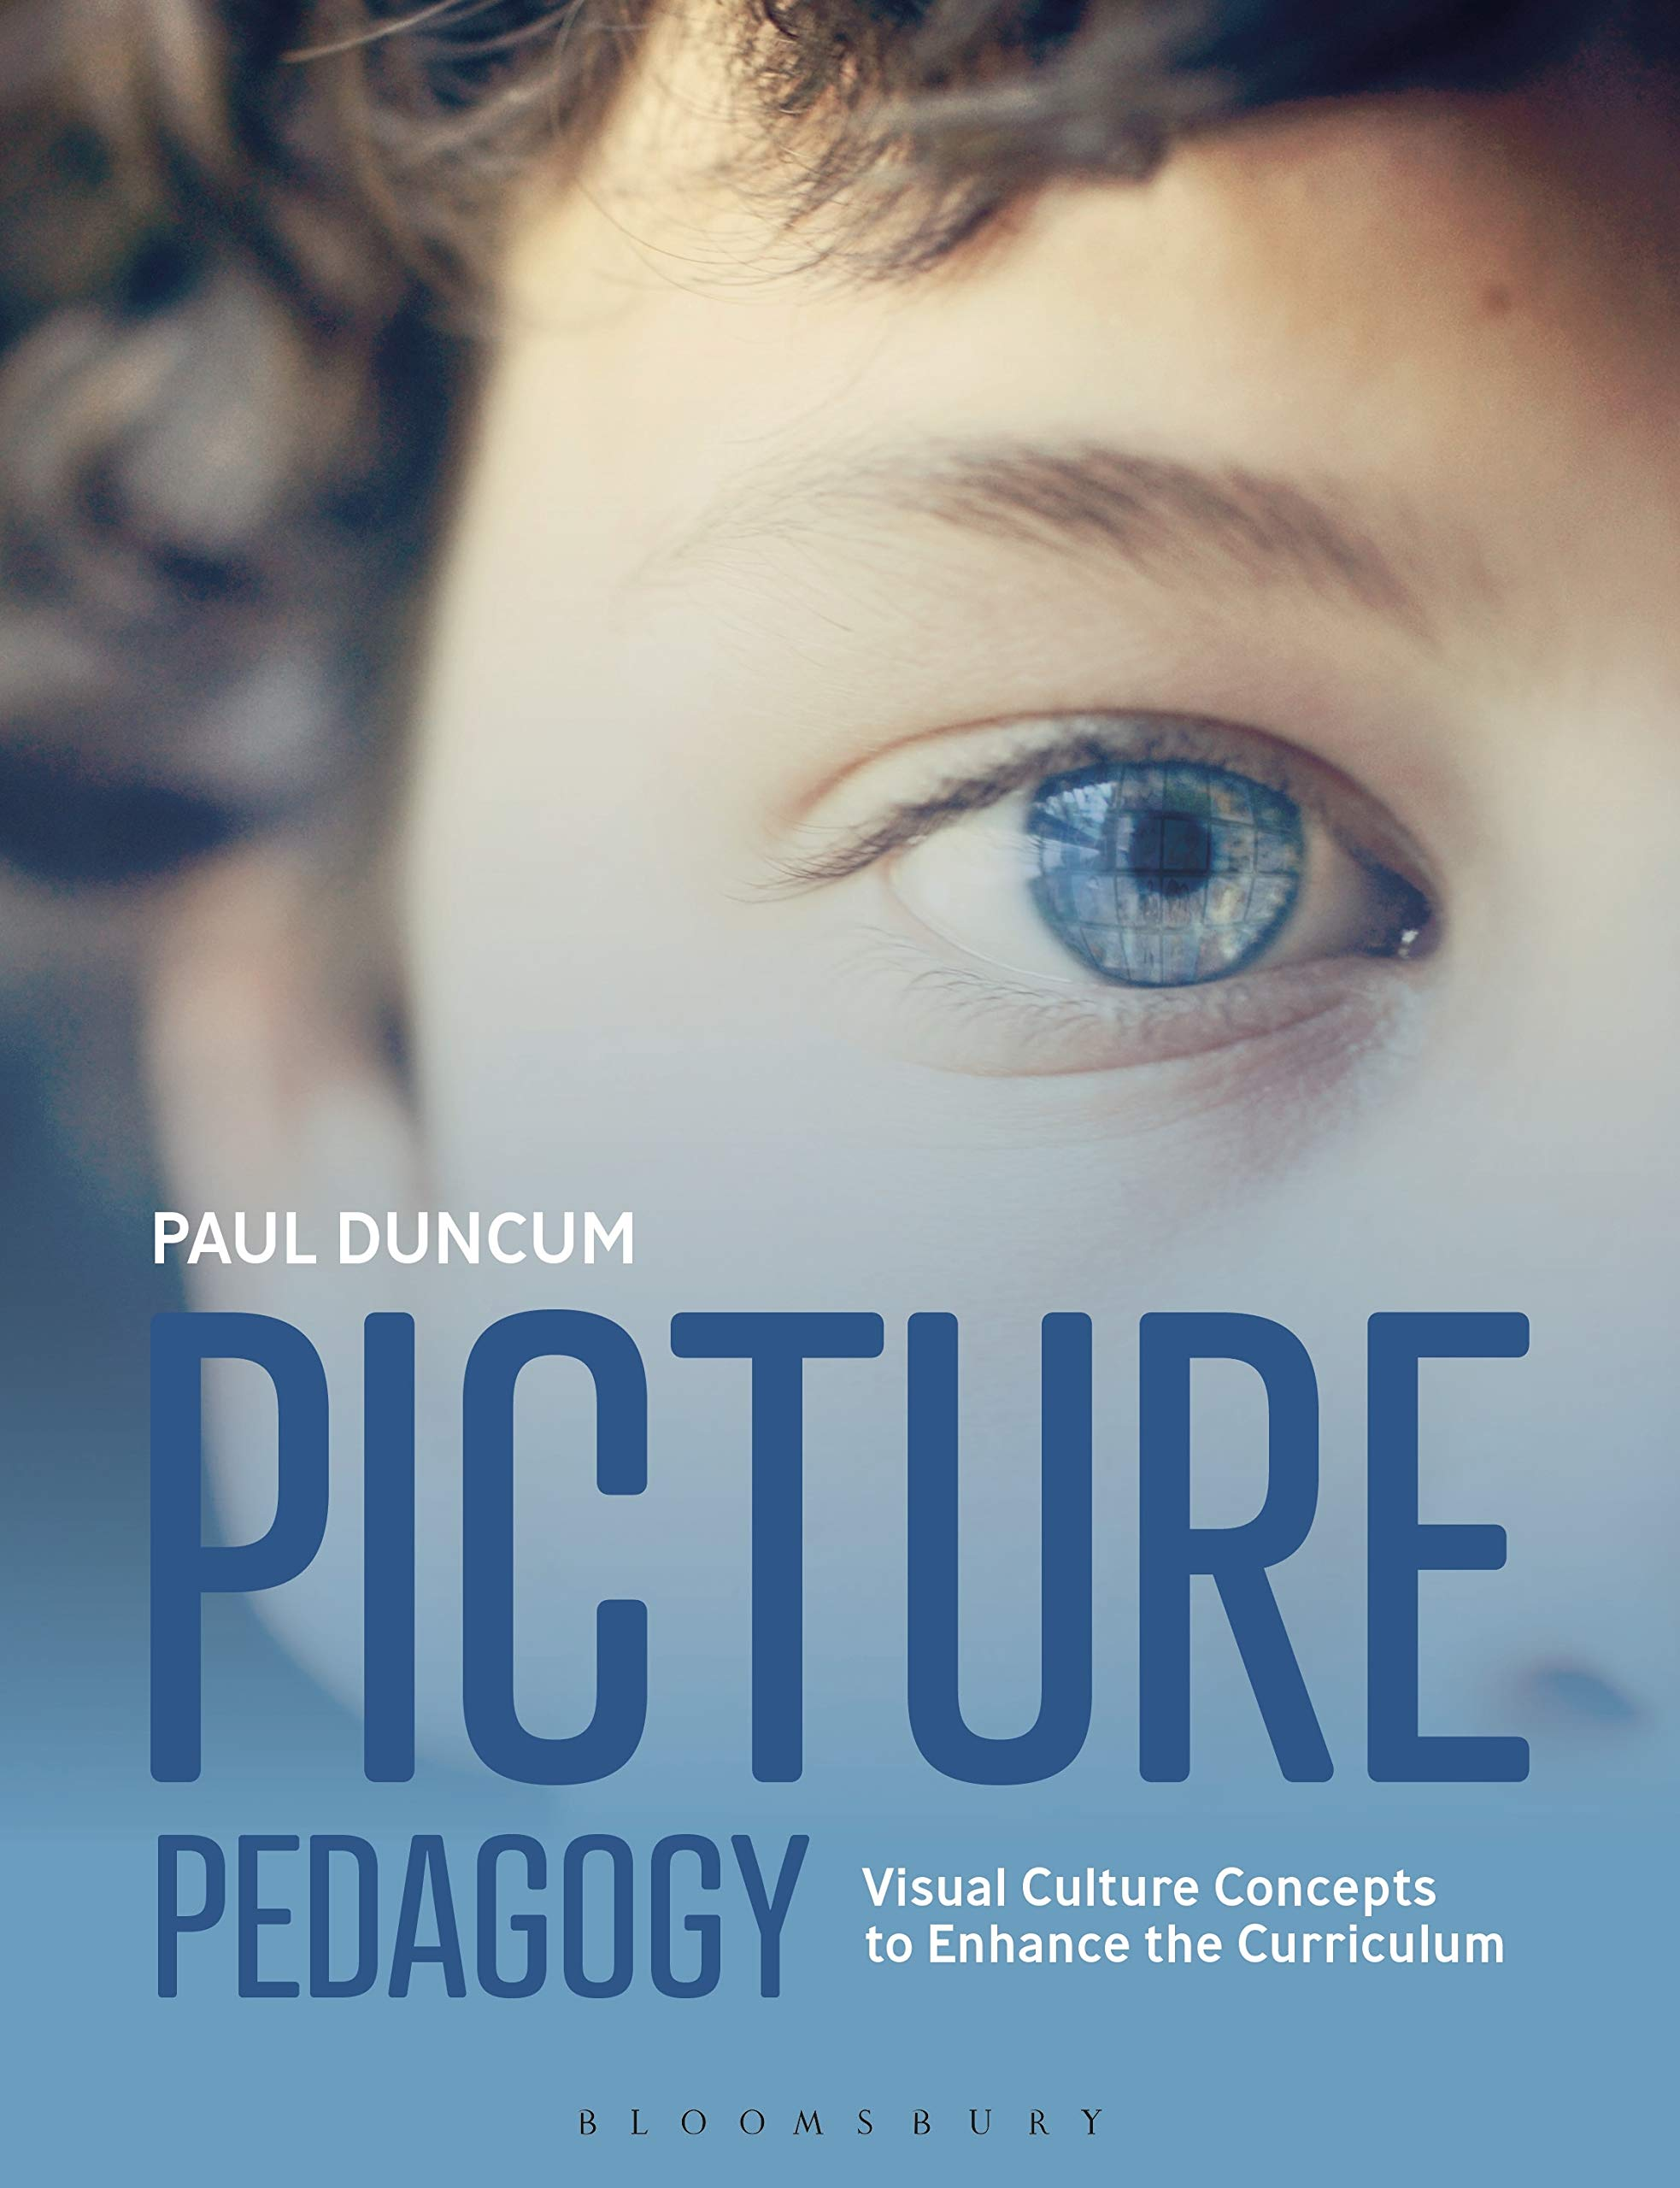 PAUL DUNCUM
PICTURE
PEDAGOGY
Visual Culture Concepts
to Enhance the Curriculum
BLOOMSBURY